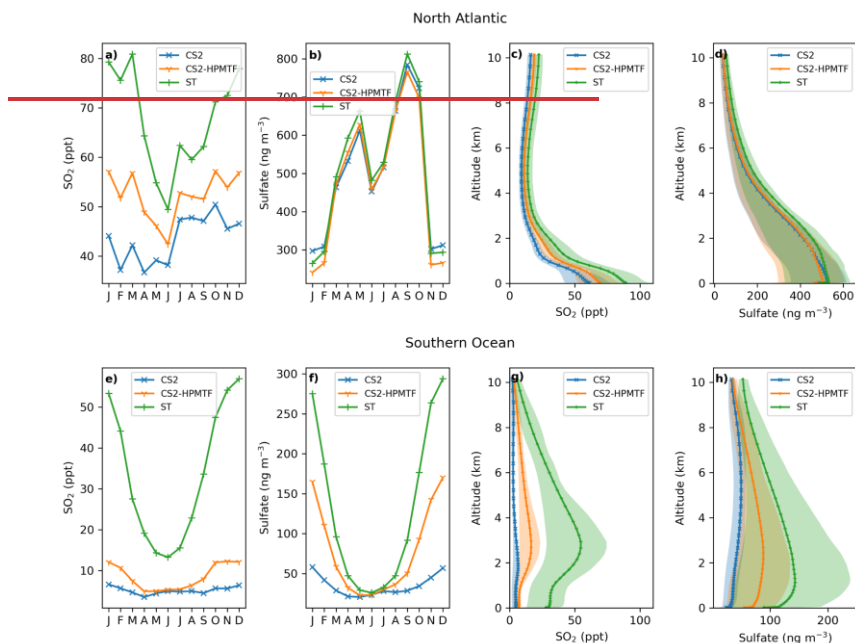 North Atlantic
a)
CS2
CS2-HPMTF
ST
80
70
60
50
40
SO₂ (ppt)
J F M A M J J A S O N D
b)
CS2
CS2-HPMTF
ST
800
700
600
500
400
300
Sulfate (ng m⁻³)
J F M A M J J A S O N D
c)
CS2
CS2-HPMTF
ST
10
8
6
4
2
0
Altitude (km)
0 50 100
SO₂ (ppt)
d)
CS2
CS2-HPMTF
ST
10
8
6
4
2
0
Altitude (km)
0 200 400 600
Sulfate (ng m⁻³)
Southern Ocean
e)
CS2
CS2-HPMTF
ST
50
40
30
20
10
SO₂ (ppt)
J F M A M J J A S O N D
f)
CS2
CS2-HPMTF
ST
300
250
200
150
100
50
Sulfate (ng m⁻³)
J F M A M J J A S O N D
g)
CS2
CS2-HPMTF
ST
10
8
6
4
2
0
Altitude (km)
0 50 100
SO₂ (ppt)
h)
CS2
CS2-HPMTF
ST
10
8
6
4
2
0
Altitude (km)
0 100 200
Sulfate (ng m⁻³)